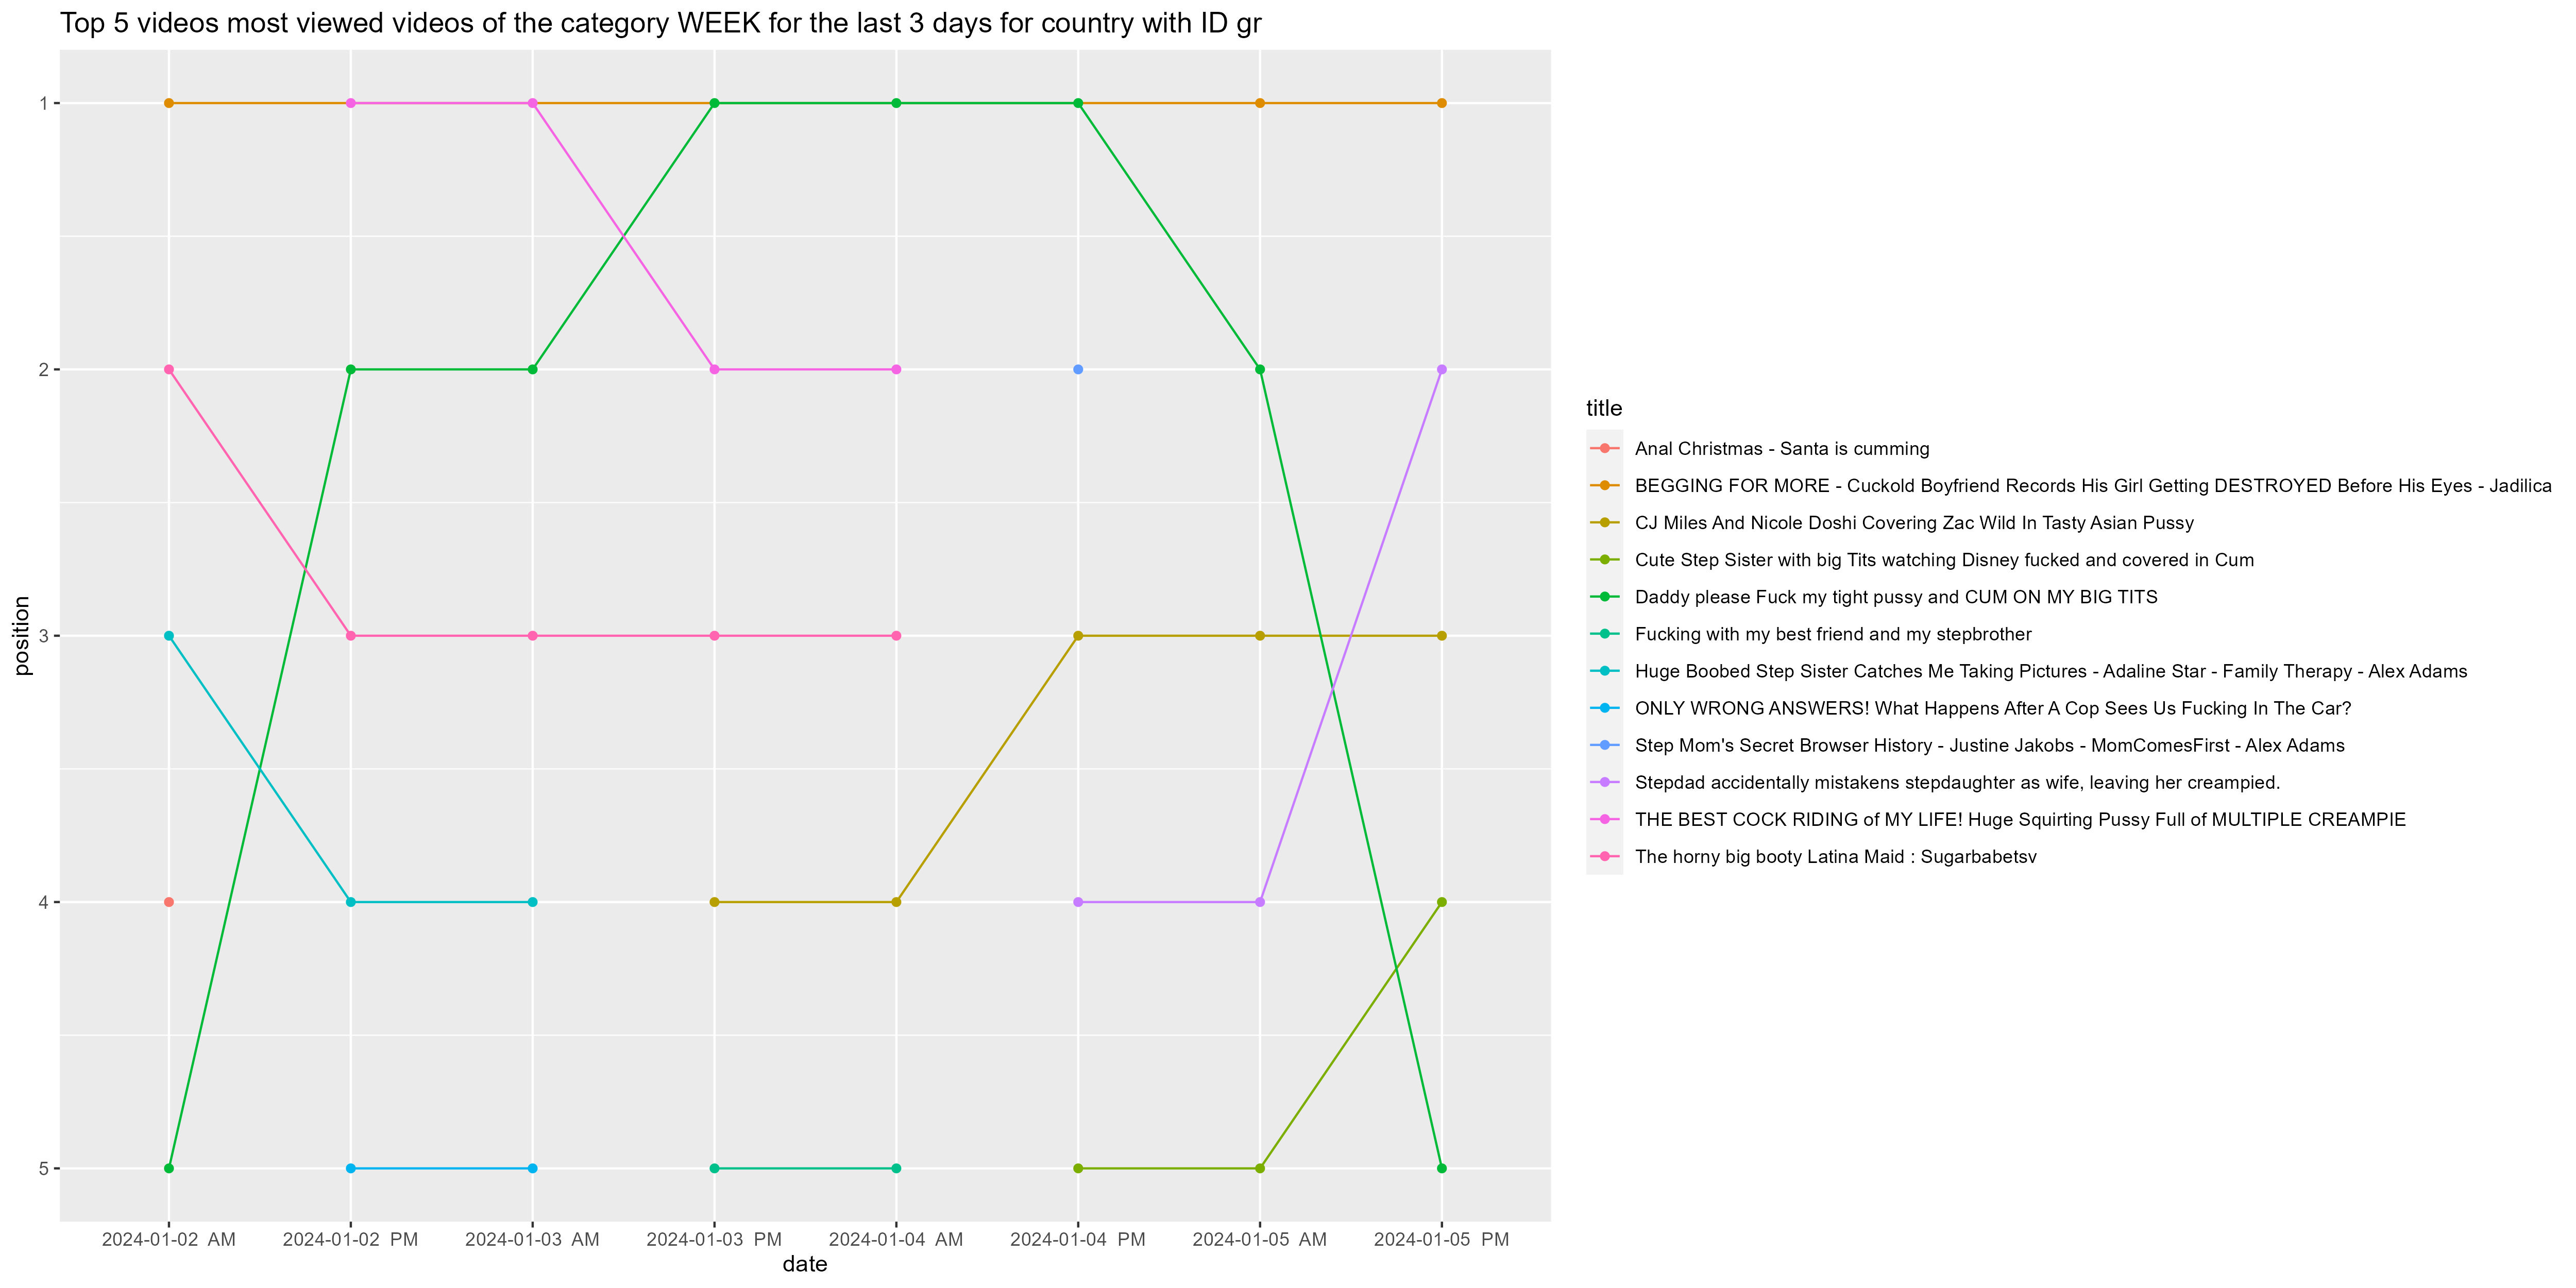 Top 5 videos most viewed videos of the category WEEK for the last 3 days for country with ID gr
position
1
2
3
4
5
2024-01-02 AM
2024-01-02 PM
2024-01-03 AM
2024-01-03 PM
2024-01-04 AM
2024-01-04 PM
2024-01-05 AM
2024-01-05 PM
date
title
Anal Christmas - Santa is cumming
BEGGING FOR MORE - Cuckold Boyfriend Records His Girl Getting DESTROYED Before His Eyes - Jadilica
CJ Miles And Nicole Doshi Covering Zac Wild In Tasty Asian Pussy
Cute Step Sister with big Tits watching Disney fucked and covered in Cum
Daddy please Fuck my tight pussy and CUM ON MY BIG TITS
Fucking with my best friend and my stepbrother
Huge Boobed Step Sister Catches Me Taking Pictures - Adaline Star - Family Therapy - Alex Adams
ONLY WRONG ANSWERS! What Happens After A Cop Sees Us Fucking In The Car?
Step Mom's Secret Browser History - Justine Jakobs - MomComesFirst - Alex Adams
Stepdad accidentally mistakens stepdaughter as wife, leaving her creampied.
THE BEST COCK RIDING of MY LIFE! Huge Squirting Pussy Full of MULTIPLE CREAMPIE
The horny big booty Latina Maid : Sugarbabetsv